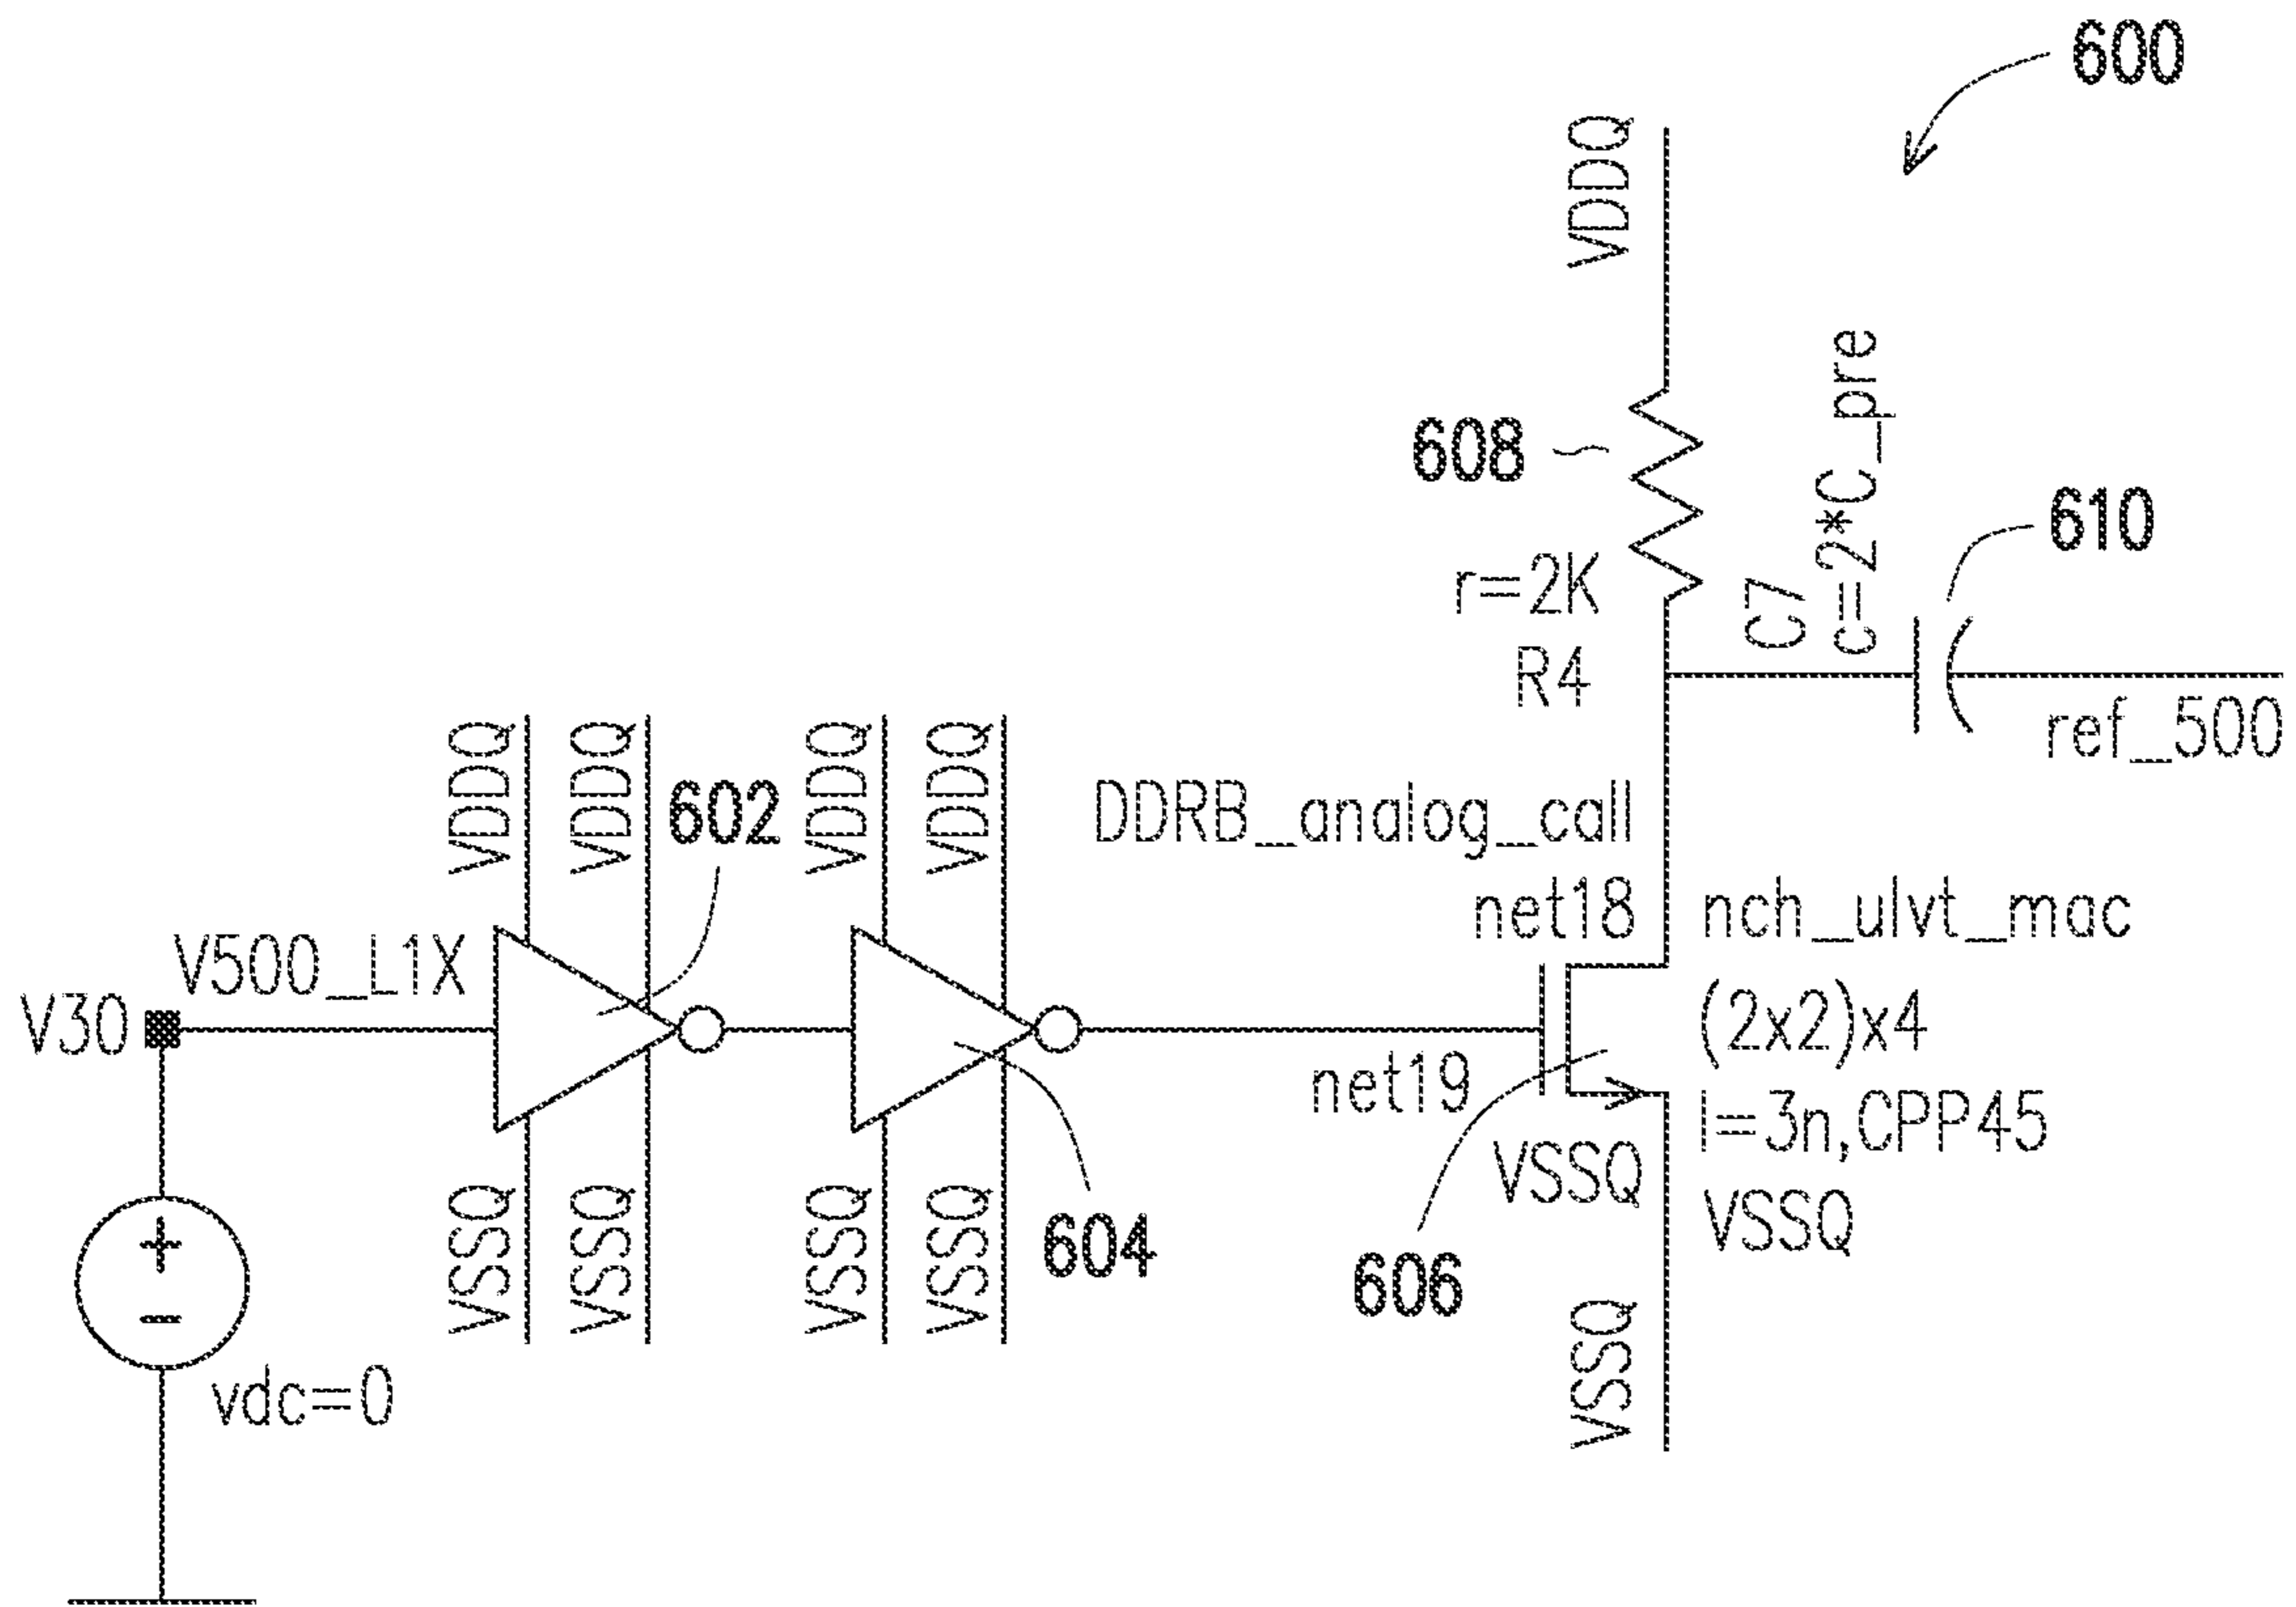 600
VDDQ
608
C7
c=2*C_pre
610
r=2K
R4
ref_500
VDDQ
VDDQ
602
VDDQ
VDDQ
DDRB_analog_call
net18
nch_ulvt_mac
V500_L1X
V30
(2x2)x4
net19
l=3n,CPP45
VSSQ
VSSQ
VSSQ
VSSQ
VSSQ
VSSQ
604
606
VSSQ
+
−
vdc=0